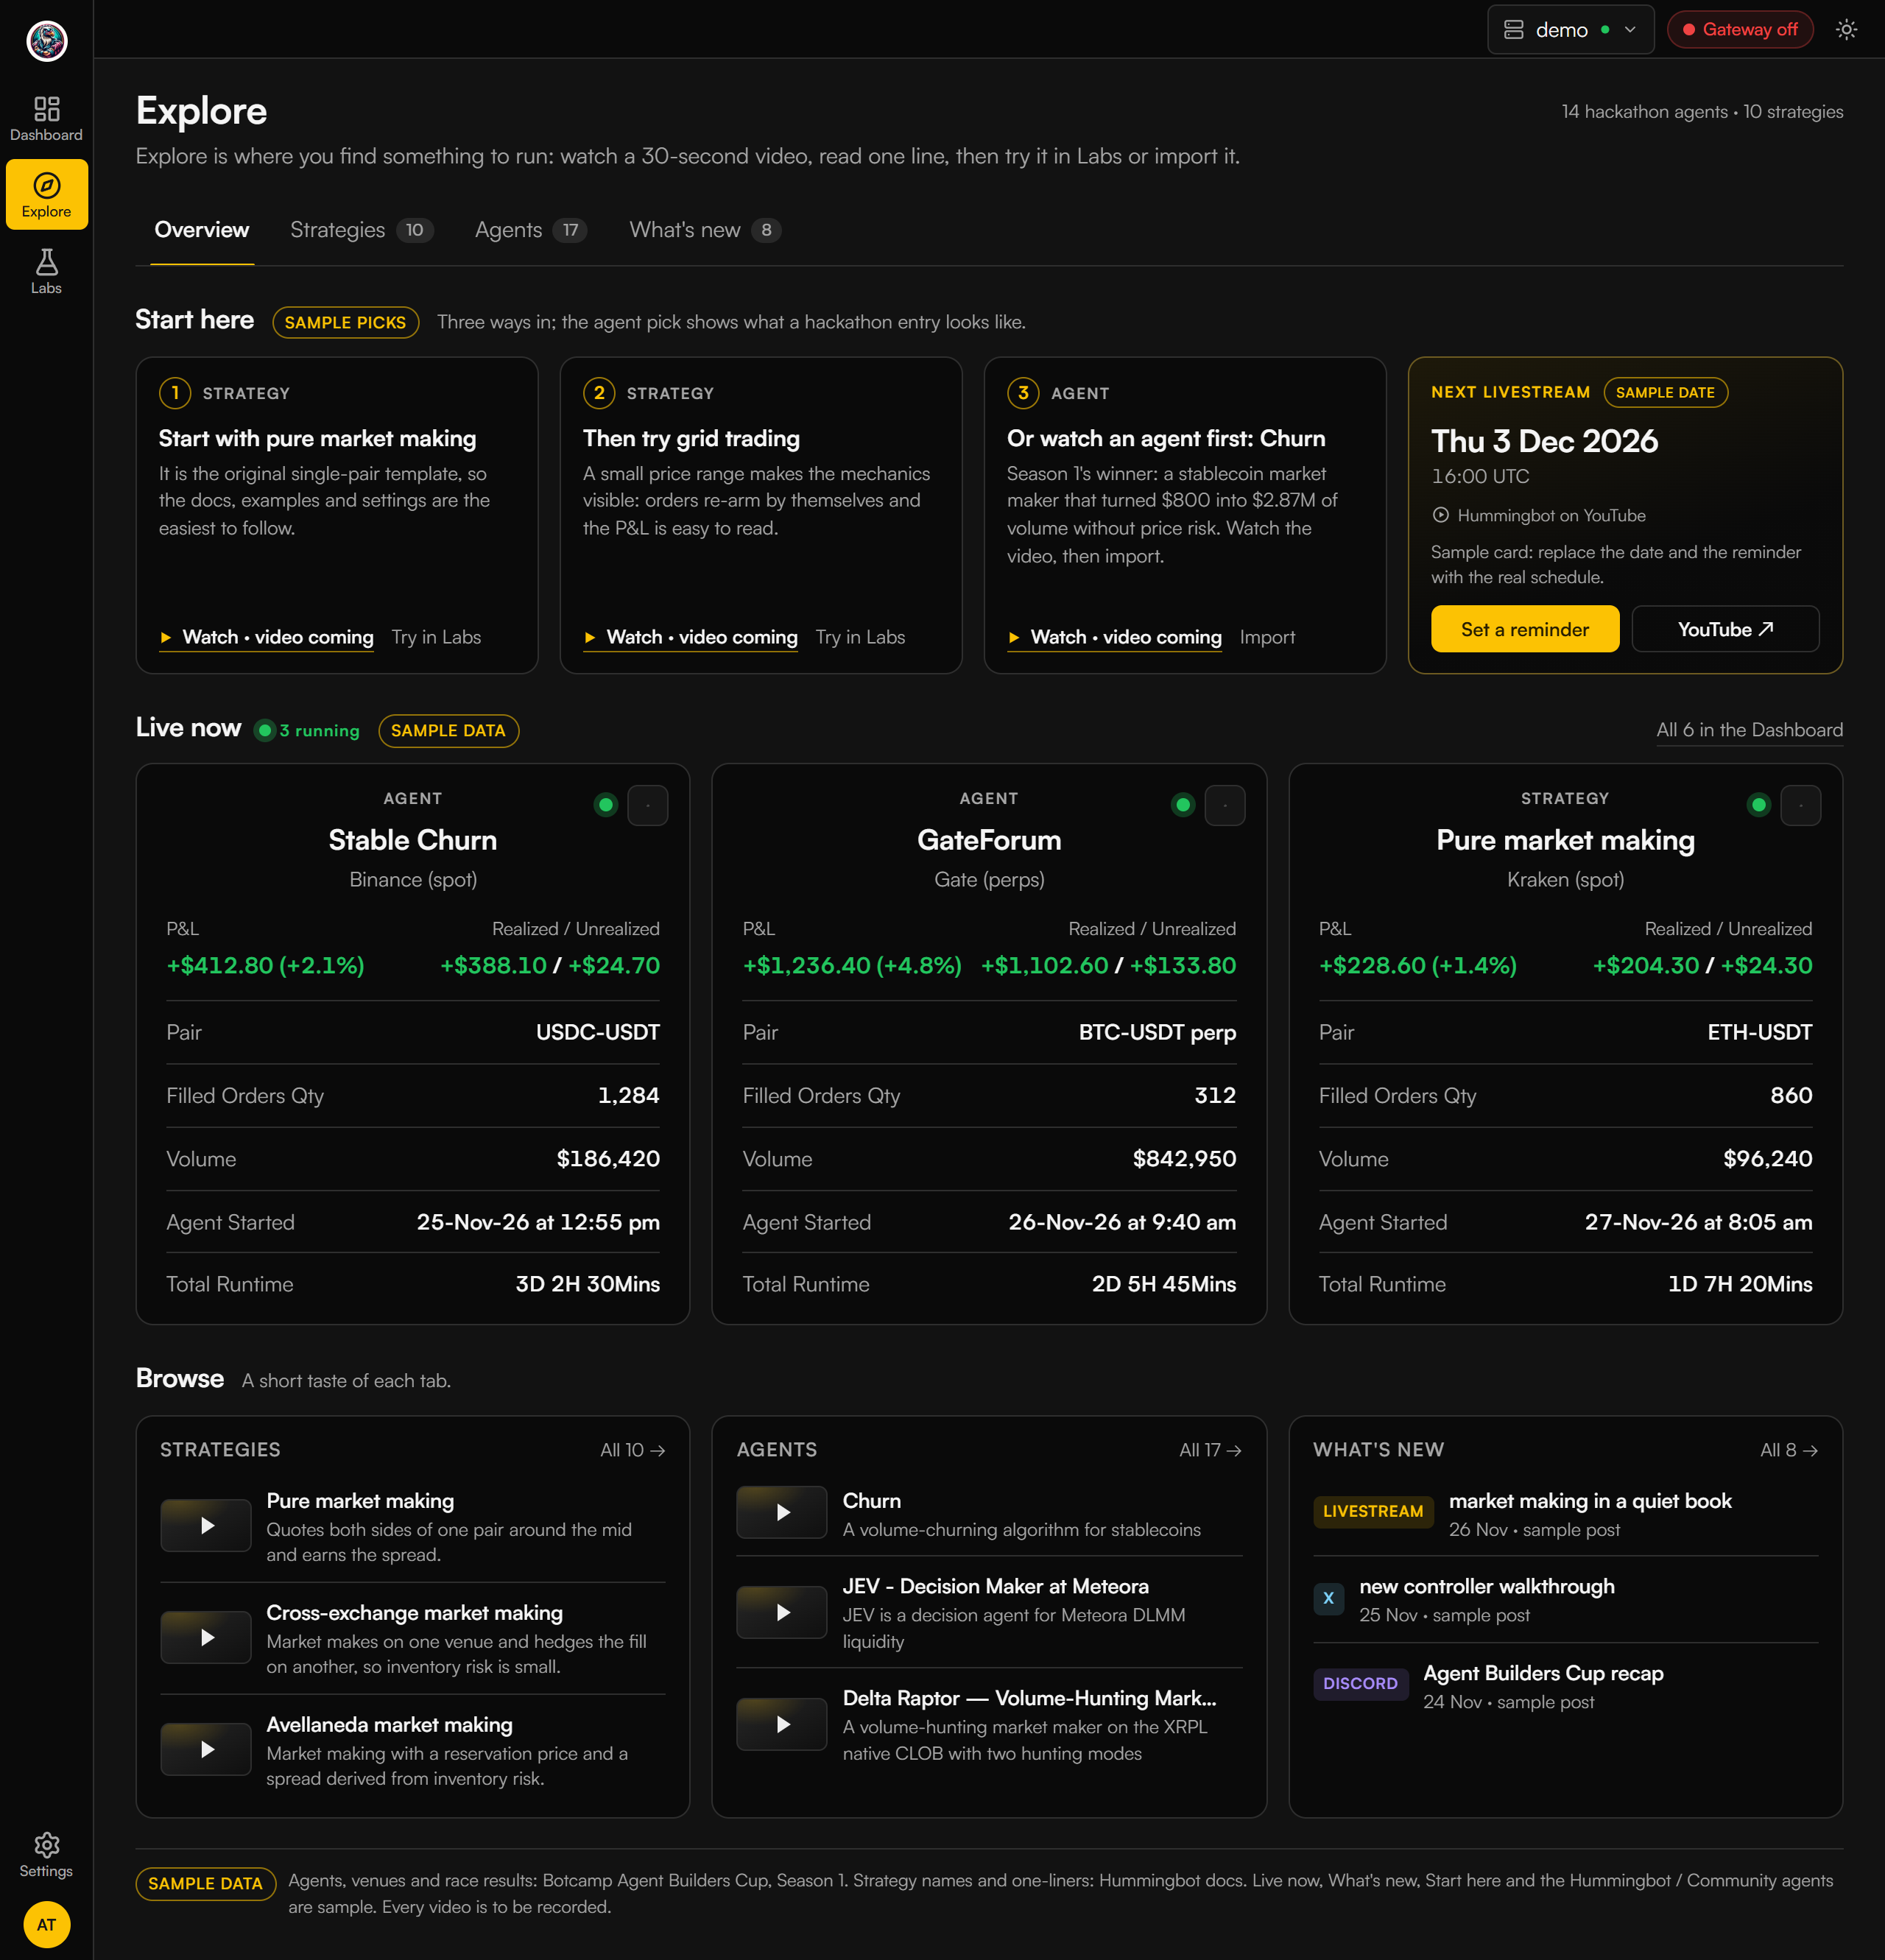 demo
Gateway off
Dashboard
Explore
Labs
Settings
AT
Explore
14 hackathon agents • 10 strategies
Explore is where you find something to run: watch a 30-second video, read one line, then try it in Labs or import it.
Overview
Strategies 10
Agents 17
What's new 8
Start here SAMPLE PICKS Three ways in; the agent pick shows what a hackathon entry looks like.
1 STRATEGY
Start with pure market making
It is the original single-pair template, so
the docs, examples and settings are the
easiest to follow.
Watch • video coming Try in Labs
2 STRATEGY
Then try grid trading
A small price range makes the mechanics
visible: orders re-arm by themselves and
the P&L is easy to read.
Watch • video coming Try in Labs
3 AGENT
Or watch an agent first: Churn
Season 1's winner: a stablecoin market
maker that turned $800 into $2.87M of
volume without price risk. Watch the
video, then import.
Watch • video coming Import
NEXT LIVESTREAM SAMPLE DATE
Thu 3 Dec 2026
16:00 UTC
Hummingbot on YouTube
Sample card: replace the date and the reminder
with the real schedule.
Set a reminder
YouTube ↗
Live now 3 running SAMPLE DATA
All 6 in the Dashboard
AGENT
Stable Churn
Binance (spot)
P&L Realized / Unrealized
+$412.80 (+2.1%) +$388.10 / +$24.70
Pair USDC-USDT
Filled Orders Qty 1,284
Volume $186,420
Agent Started 25-Nov-26 at 12:55 pm
Total Runtime 3D 2H 30Mins
AGENT
GateForum
Gate (perps)
P&L Realized / Unrealized
+$1,236.40 (+4.8%) +$1,102.60 / +$133.80
Pair BTC-USDT perp
Filled Orders Qty 312
Volume $842,950
Agent Started 26-Nov-26 at 9:40 am
Total Runtime 2D 5H 45Mins
STRATEGY
Pure market making
Kraken (spot)
P&L Realized / Unrealized
+$228.60 (+1.4%) +$204.30 / +$24.30
Pair ETH-USDT
Filled Orders Qty 860
Volume $96,240
Agent Started 27-Nov-26 at 8:05 am
Total Runtime 1D 7H 20Mins
Browse A short taste of each tab.
STRATEGIES All 10 →
Pure market making
Quotes both sides of one pair around the mid
and earns the spread.
Cross-exchange market making
Market makes on one venue and hedges the fill
on another, so inventory risk is small.
Avellaneda market making
Market making with a reservation price and a
spread derived from inventory risk.
AGENTS All 17 →
Churn
A volume-churning algorithm for stablecoins
JEV - Decision Maker at Meteora
JEV is a decision agent for Meteora DLMM
liquidity
Delta Raptor — Volume-Hunting Mark...
A volume-hunting market maker on the XRPL
native CLOB with two hunting modes
WHAT'S NEW All 8 →
LIVESTREAM market making in a quiet book
26 Nov • sample post
X new controller walkthrough
25 Nov • sample post
DISCORD Agent Builders Cup recap
24 Nov • sample post
SAMPLE DATA Agents, venues and race results: Botcamp Agent Builders Cup, Season 1. Strategy names and one-liners: Hummingbot docs. Live now, What's new, Start here and the Hummingbot / Community agents
are sample. Every video is to be recorded.